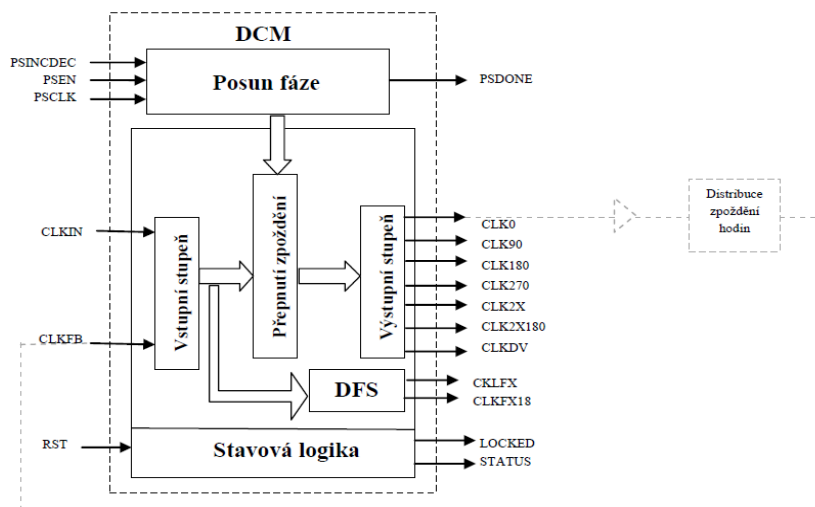 DCM
PSINCDEC
PSEN
PSCLK
Posun fáze
PSDONE
CLKIN
CLKFB
Vstupní stupeň
Přepnutí zpoždění
Výstupní stupeň
CLK0
CLK90
CLK180
CLK270
CLK2X
CLK2X180
CLKDV
Distribuce
zpoždění
hodin
DFS
CKLFX
CLKFX18
RST
Stavová logika
LOCKED
STATUS